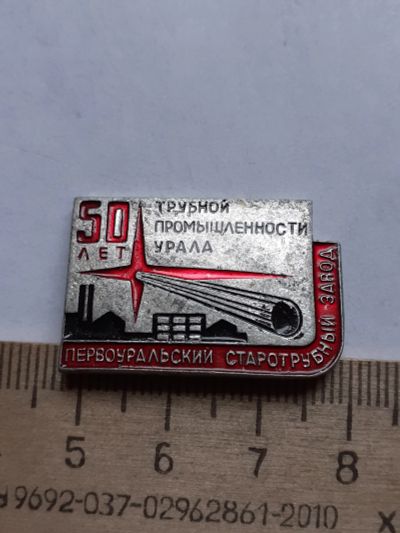 50 ТРУБНОЙ
ПРОМЫШЛЕННОСТИ
ЛЕТ УРАЛА
ПЕРВОУРАЛЬСКИЙ СТАРОТРУБНЫЙ ЗАВОД
5 6 7 8
9692-037-02962861-2010